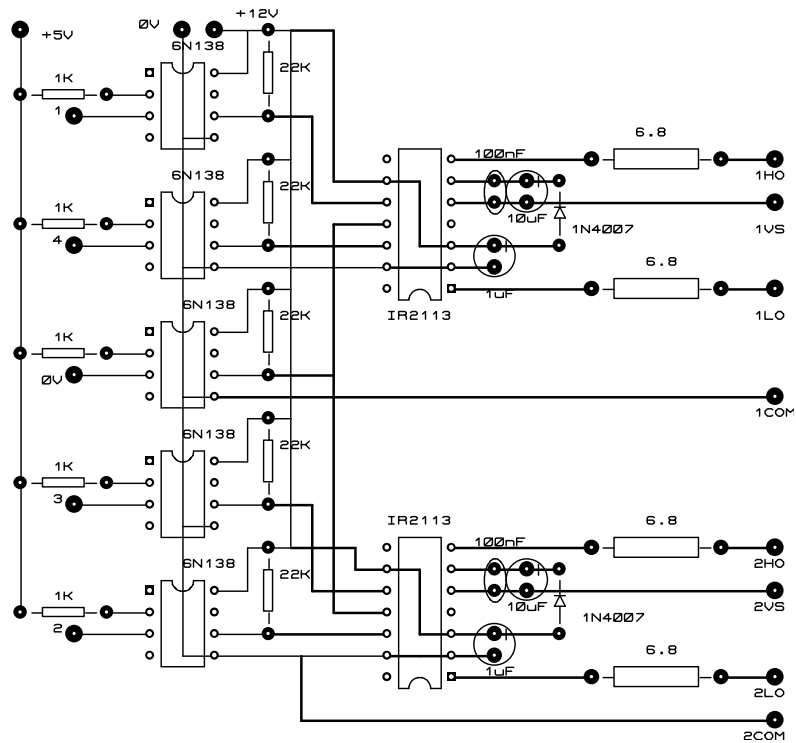 +5V
0V
+12V
6N138
1K
1
22K
6N138
1K
4
22K
6N138
1K
0V
22K
6N138
1K
3
22K
6N138
1K
2
22K
100nF
10uF
1N4007
1uF
IR2113
6.8
1HO
1VS
6.8
1LO
1COM
IR2113
100nF
10uF
1N4007
1uF
6.8
2HO
2VS
6.8
2LO
2COM